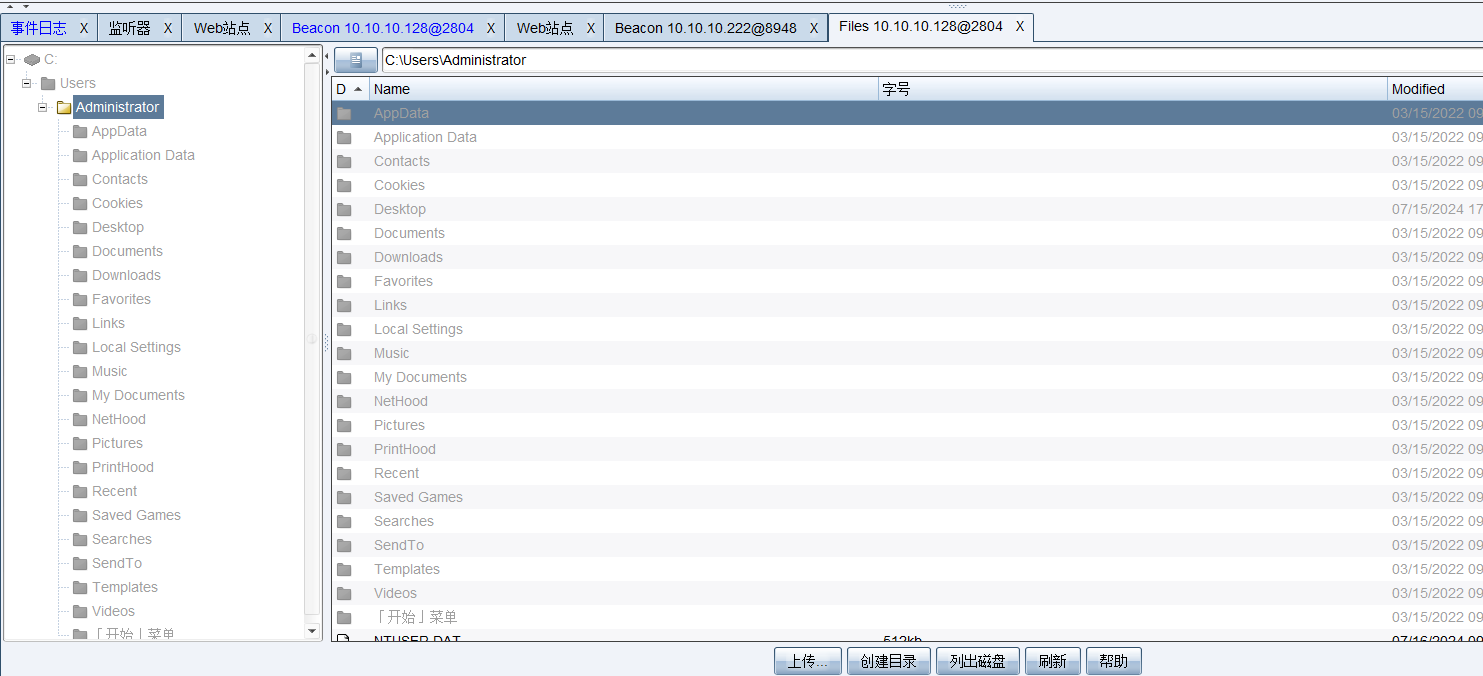 事件日志 X 监听器 X Web站点 X Beacon 10.10.10.128@2804 X Web站点 X Beacon 10.10.10.222@8948 X Files 10.10.10.128@2804 X
C:
Users
Administrator
AppData
Application Data
Contacts
Cookies
Desktop
Documents
Downloads
Favorites
Links
Local Settings
Music
My Documents
NetHood
Pictures
PrintHood
Recent
Saved Games
Searches
SendTo
Templates
Videos
「开始」菜单
C:\Users\Administrator
D Name 字号 Modified
AppData 03/15/2022 09
Application Data 03/15/2022 09
Contacts 03/15/2022 09
Cookies 03/15/2022 09
Desktop 07/15/2024 17
Documents 03/15/2022 09
Downloads 03/15/2022 09
Favorites 03/15/2022 09
Links 03/15/2022 09
Local Settings 03/15/2022 09
Music 03/15/2022 09
My Documents 03/15/2022 09
NetHood 03/15/2022 09
Pictures 03/15/2022 09
PrintHood 03/15/2022 09
Recent 03/15/2022 09
Saved Games 03/15/2022 09
Searches 03/15/2022 09
SendTo 03/15/2022 09
Templates 03/15/2022 09
Videos 03/15/2022 09
「开始」菜单 03/15/2022 09
NTUSER.DAT 512kb 07/16/2024 09
上传... 创建目录 列出磁盘 刷新 帮助